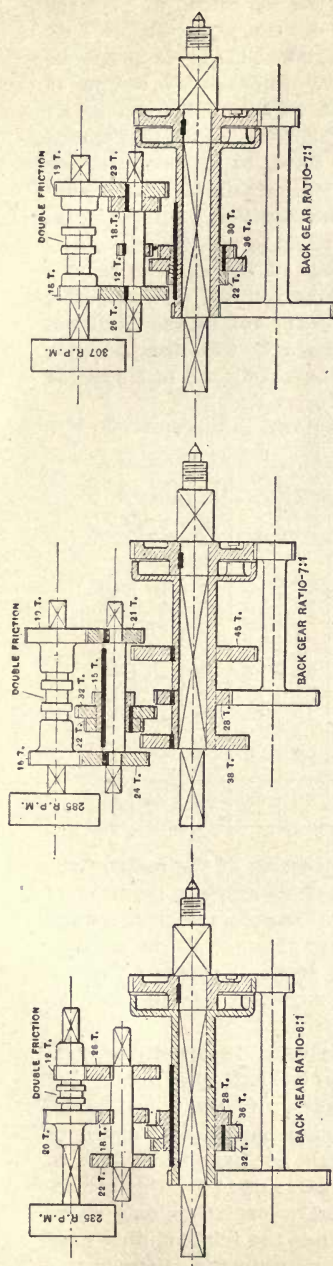 DOUBLE FRICTION
20 T.
12 T.
235 R.P.M.
26 T.
18 T.
22 T.
28 T.
36 T.
32 T.
BACK GEAR RATIO-6:1
DOUBLE FRICTION
16 T.
19 T.
285 R.P.M.
22 T.
32 T.
15 T.
21 T.
24 T.
45 T.
28 T.
38 T.
BACK GEAR RATIO-7:1
DOUBLE FRICTION
19 T.
307 R.P.M.
23 T.
18 T.
12 T.
26 T.
30 T.
36 T.
22 T.
BACK GEAR RATIO-7:1